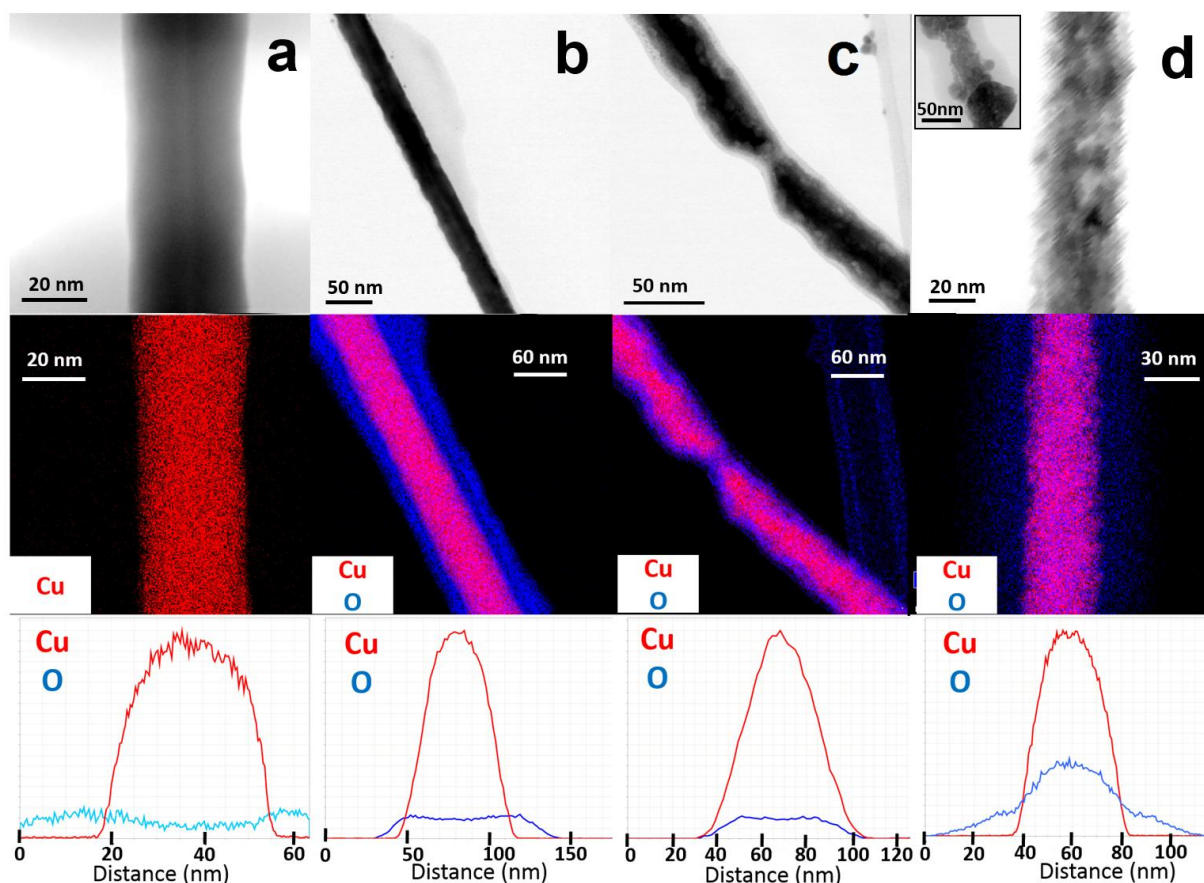 a
20 nm
b
50 nm
c
50 nm
50nm
d
20 nm
20 nm
Cu
60 nm
Cu
O
60 nm
Cu
O
30 nm
Cu
O
Cu
O
0 20 40 60
Distance (nm)
Cu
O
0 50 100 150
Distance (nm)
Cu
O
0 20 40 60 80 100 120
Distance (nm)
Cu
O
0 20 40 60 80 100
Distance (nm)